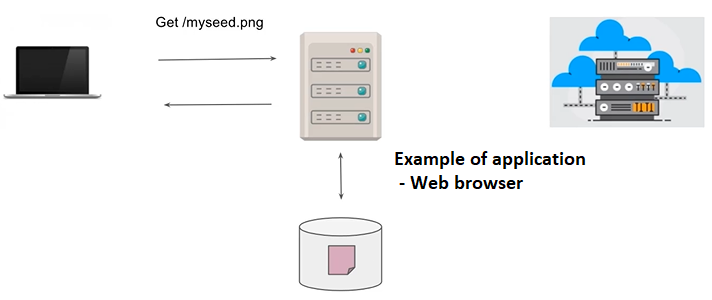 Get /myseed.png
Example of application
- Web browser